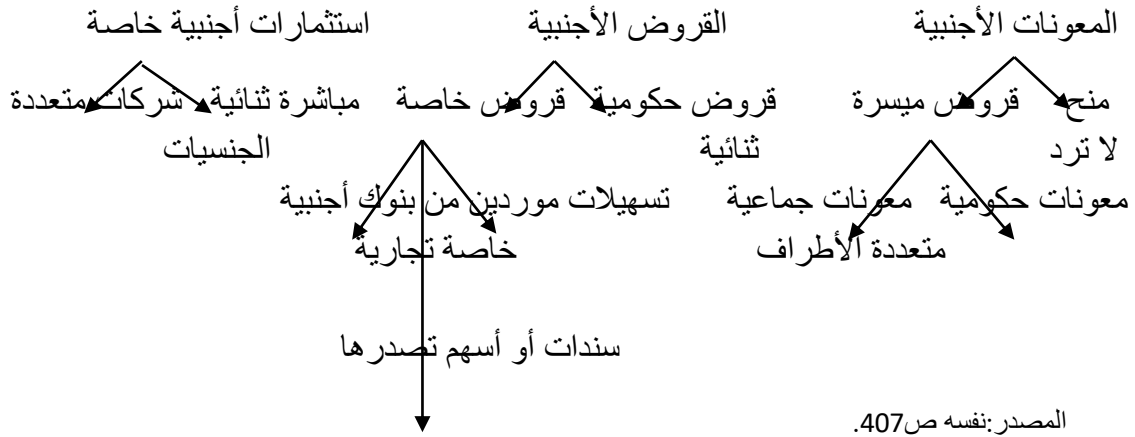 المعونات الأجنبية القروض الأجنبية استثمارات أجنبية خاصة
منح قروض ميسرة قروض حكومية قروض خاصة مباشرة ثنائية شركات متعددة
لا ترد ثنائية الجنسيات
معونات حكومية معونات جماعية تسهيلات موردين من بنوك أجنبية
متعددة الأطراف خاصة تجارية
سندات أو أسهم تصدرها
المصدر:نفسه ص407.